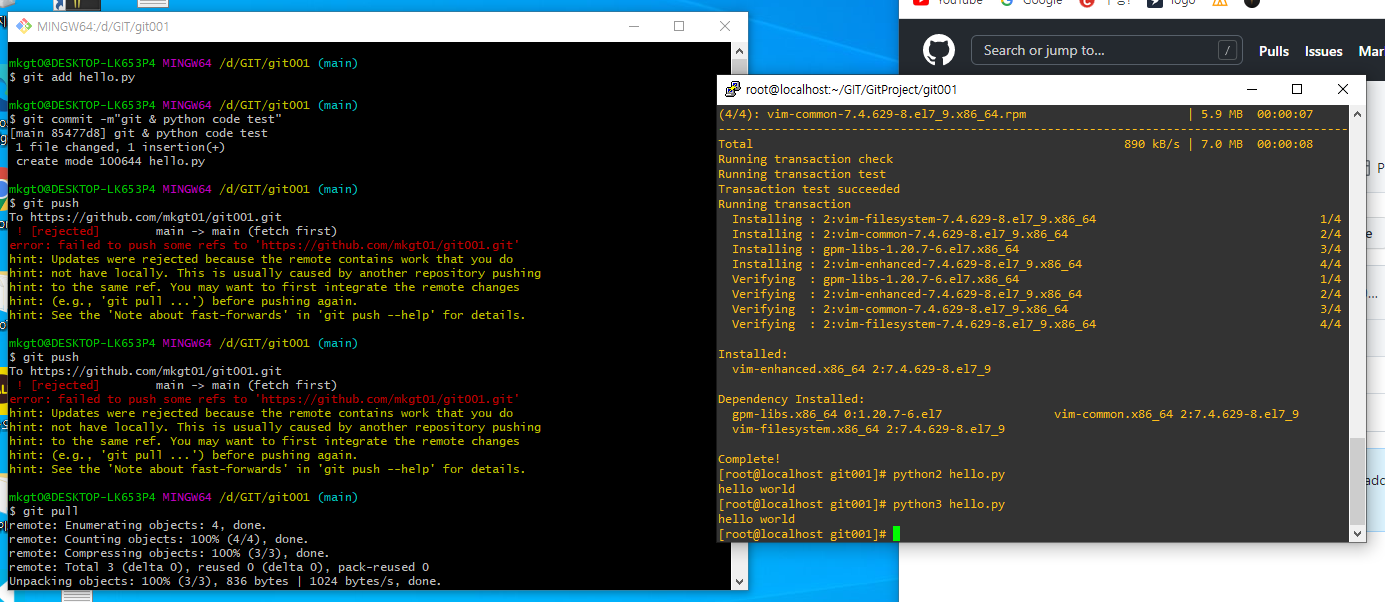 MINGW64:/d/GIT/git001
mkgt0@DESKTOP-LK653P4 MINGW64 /d/GIT/git001 (main)
$ git add hello.py
mkgt0@DESKTOP-LK653P4 MINGW64 /d/GIT/git001 (main)
$ git commit -m"git & python code test"
[main 85477d8] git & python code test
1 file changed, 1 insertion(+)
create mode 100644 hello.py
mkgt0@DESKTOP-LK653P4 MINGW64 /d/GIT/git001 (main)
$ git push
To https://github.com/mkgt01/git001.git
! [rejected] main -> main (fetch first)
error: failed to push some refs to 'https://github.com/mkgt01/git001.git'
hint: Updates were rejected because the remote contains work that you do
hint: not have locally. This is usually caused by another repository pushing
hint: to the same ref. You may want to first integrate the remote changes
hint: (e.g., 'git pull ...') before pushing again.
hint: See the 'Note about fast-forwards' in 'git push --help' for details.
mkgt0@DESKTOP-LK653P4 MINGW64 /d/GIT/git001 (main)
$ git push
To https://github.com/mkgt01/git001.git
! [rejected] main -> main (fetch first)
error: failed to push some refs to 'https://github.com/mkgt01/git001.git'
hint: Updates were rejected because the remote contains work that you do
hint: not have locally. This is usually caused by another repository pushing
hint: to the same ref. You may want to first integrate the remote changes
hint: (e.g., 'git pull ...') before pushing again.
hint: See the 'Note about fast-forwards' in 'git push --help' for details.
mkgt0@DESKTOP-LK653P4 MINGW64 /d/GIT/git001 (main)
$ git pull
remote: Enumerating objects: 4, done.
remote: Counting objects: 100% (4/4), done.
remote: Compressing objects: 100% (3/3), done.
remote: Total 3 (delta 0), reused 0 (delta 0), pack-reused 0
Unpacking objects: 100% (3/3), 836 bytes | 1024 bytes/s, done.
YouTube Google logo
Search or jump to... / Pulls Issues Mar
root@localhost:~/GIT/GitProject/git001
(4/4): vim-common-7.4.629-8.el7_9.x86_64.rpm | 5.9 MB 00:00:07
--------------------------------------------------------------------------------
Total 890 kB/s | 7.0 MB 00:00:08
Running transaction check
Running transaction test
Transaction test succeeded
Running transaction
Installing : 2:vim-filesystem-7.4.629-8.el7_9.x86_64 1/4
Installing : 2:vim-common-7.4.629-8.el7_9.x86_64 2/4
Installing : gpm-libs-1.20.7-6.el7.x86_64 3/4
Installing : 2:vim-enhanced-7.4.629-8.el7_9.x86_64 4/4
Verifying : gpm-libs-1.20.7-6.el7.x86_64 1/4
Verifying : 2:vim-enhanced-7.4.629-8.el7_9.x86_64 2/4
Verifying : 2:vim-common-7.4.629-8.el7_9.x86_64 3/4
Verifying : 2:vim-filesystem-7.4.629-8.el7_9.x86_64 4/4
Installed:
vim-enhanced.x86_64 2:7.4.629-8.el7_9
Dependency Installed:
gpm-libs.x86_64 0:1.20.7-6.el7 vim-common.x86_64 2:7.4.629-8.el7_9
vim-filesystem.x86_64 2:7.4.629-8.el7_9
Complete!
[root@localhost git001]# python2 hello.py
hello world
[root@localhost git001]# python3 hello.py
hello world
[root@localhost git001]#